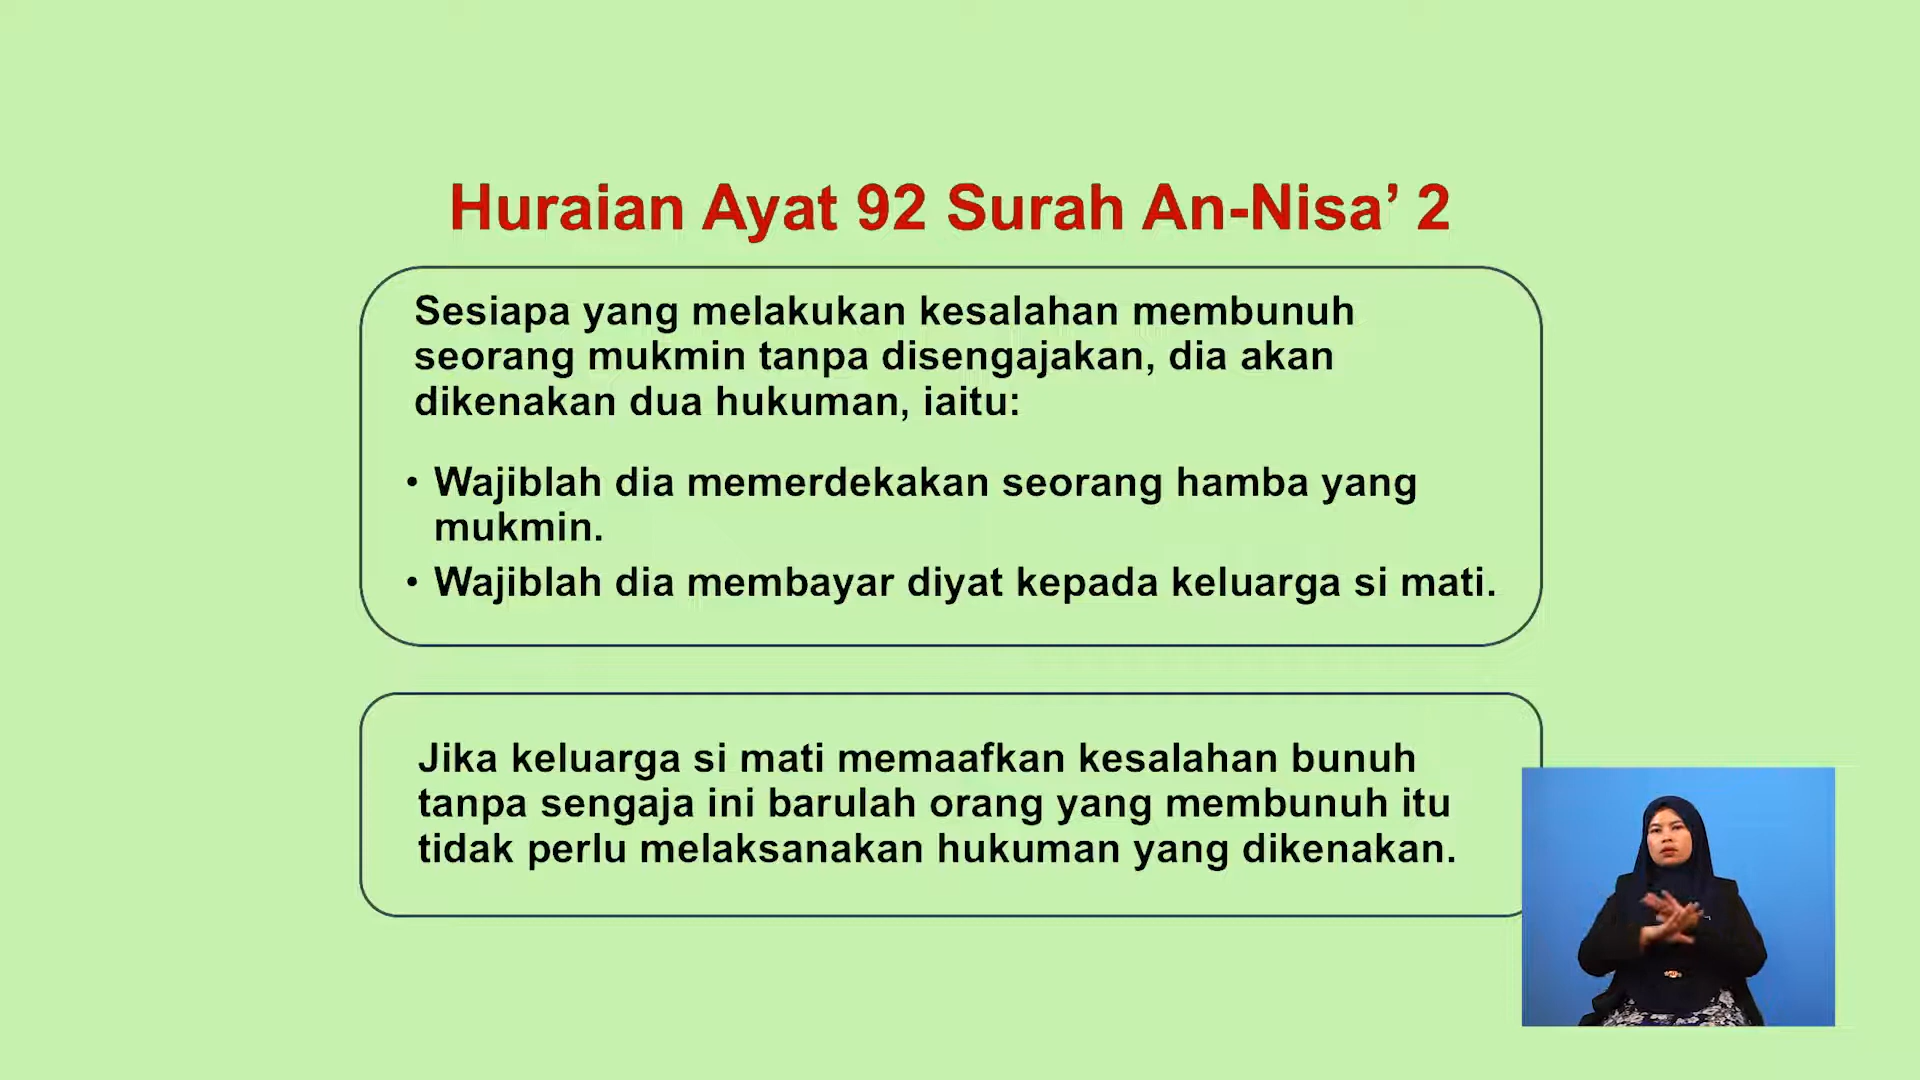 Huraian Ayat 92 Surah An-Nisa’ 2
Sesiapa yang melakukan kesalahan membunuh
seorang mukmin tanpa disengajakan, dia akan
dikenakan dua hukuman, iaitu:
• Wajiblah dia memerdekakan seorang hamba yang
mukmin.
• Wajiblah dia membayar diyat kepada keluarga si mati.
Jika keluarga si mati memaafkan kesalahan bunuh
tanpa sengaja ini barulah orang yang membunuh itu
tidak perlu melaksanakan hukuman yang dikenakan.